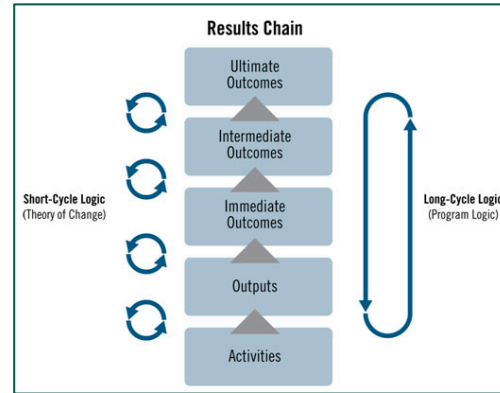 Results Chain
Ultimate
Outcomes
Intermediate
Outcomes
Immediate
Outcomes
Outputs
Activities
Short-Cycle Logic
(Theory of Change)
Long-Cycle Logic
(Program Logic)